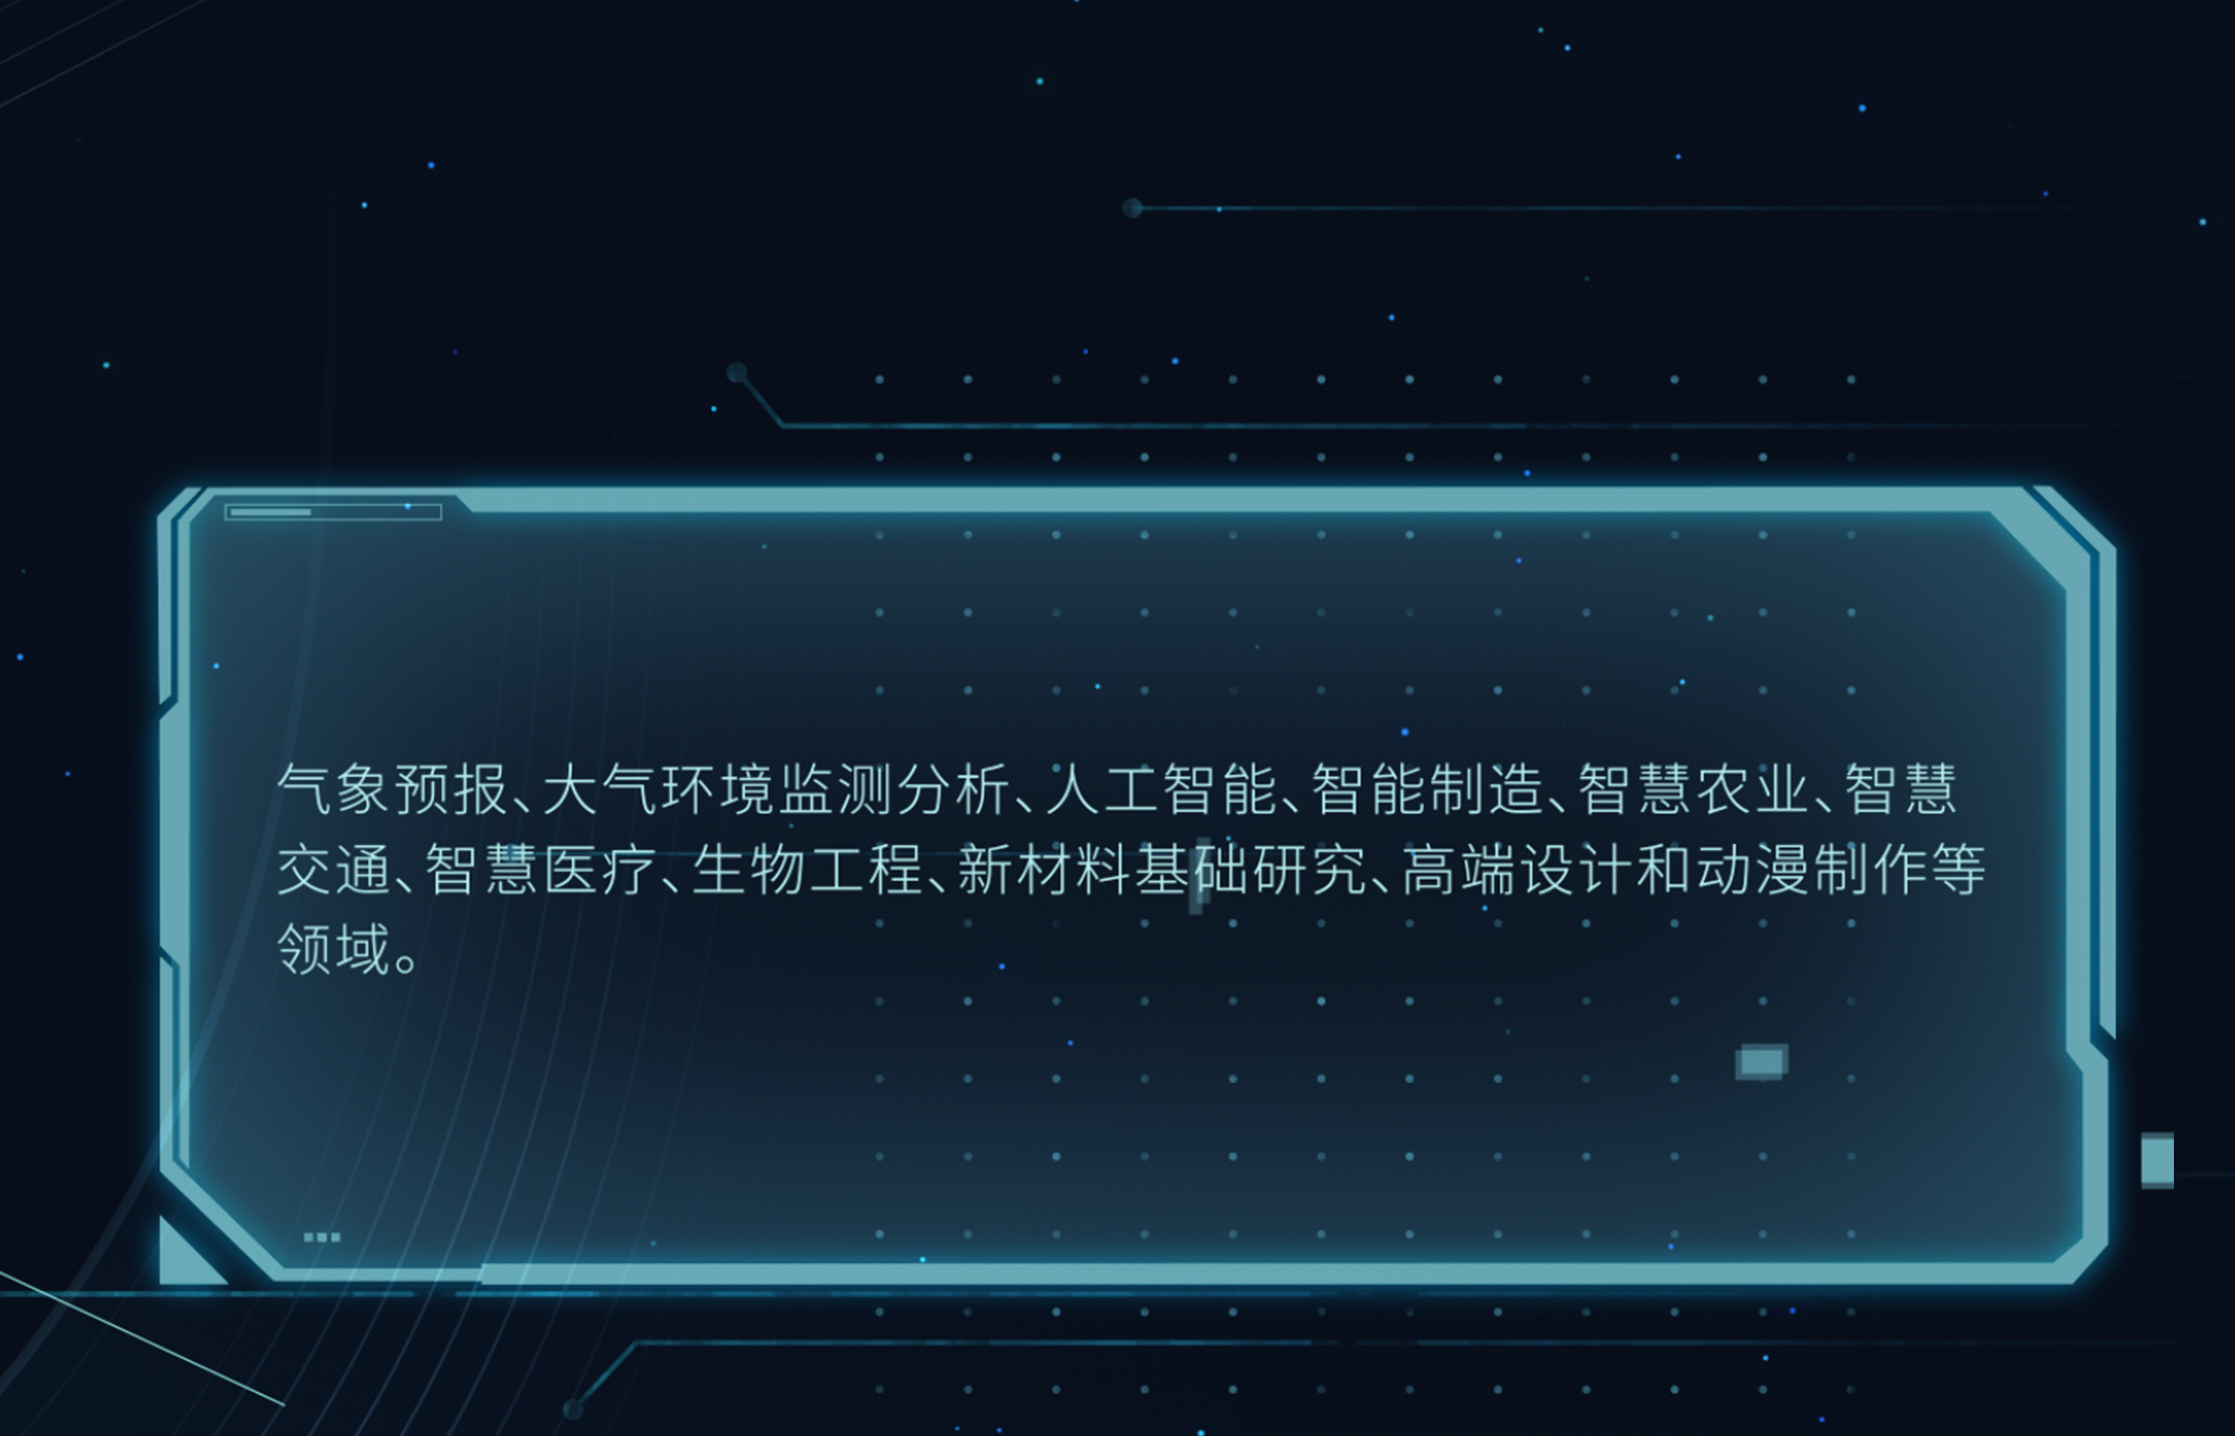 气象预报、大气环境监测分析、人工智能、智能制造、智慧农业、智慧
交通、智慧医疗、生物工程、新材料基础研究、高端设计和动漫制作等
领域。